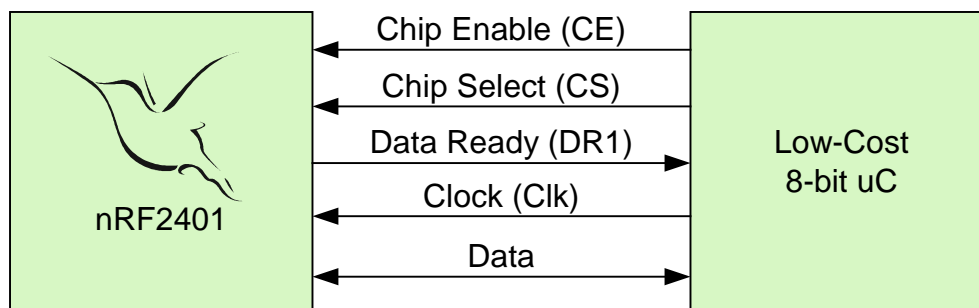 Chip Enable (CE)
Chip Select (CS)
Data Ready (DR1)
Clock (Clk)
Data
nRF2401
Low-Cost
8-bit uC